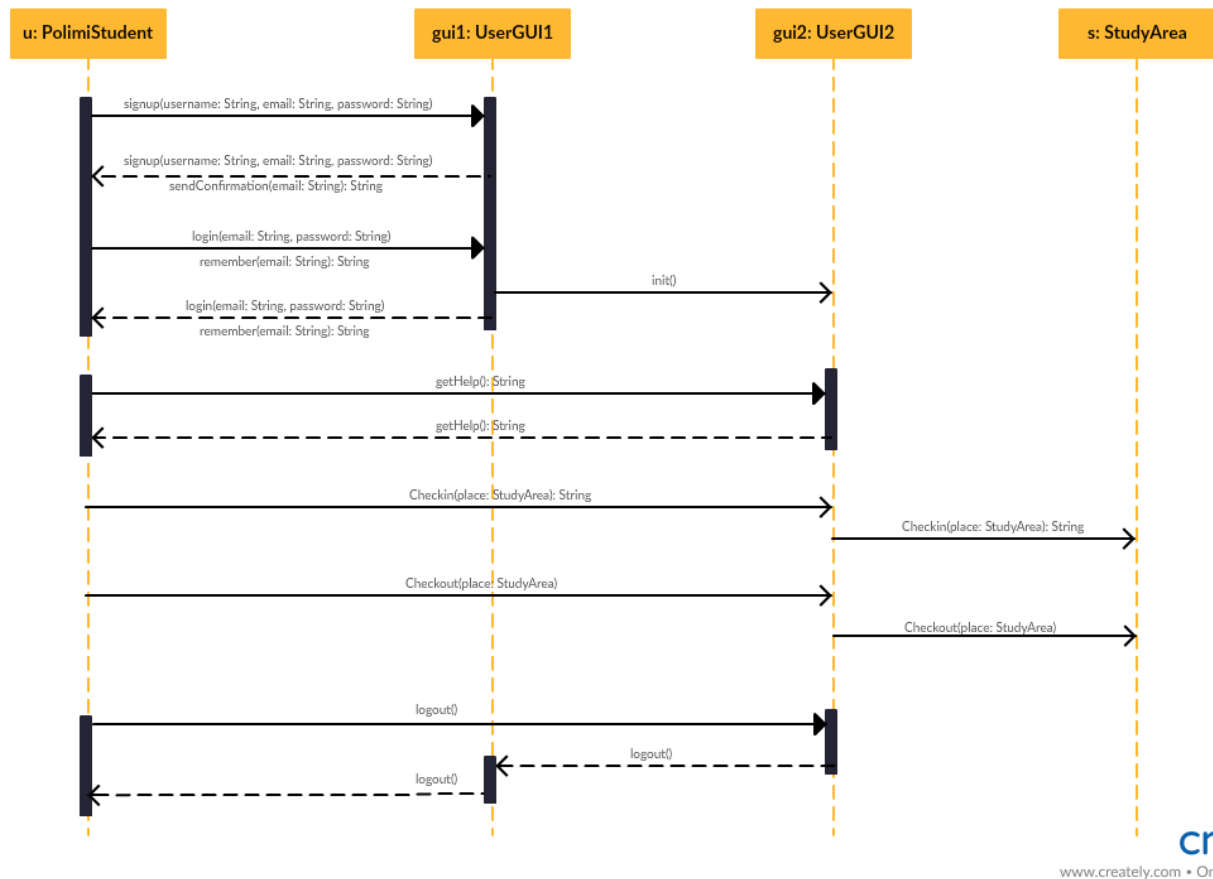 u: PolimiStudent
gui1: UserGUI1
gui2: UserGUI2
s: StudyArea
signup(username: String, email: String, password: String)
signup(username: String, email: String, password: String)
sendConfirmation(email: String): String
login(email: String, password: String)
remember(email: String): String
init()
login(email: String, password: String)
remember(email: String): String
getHelp(): String
getHelp(): String
Checkin(place: StudyArea): String
Checkin(place: StudyArea): String
Checkout(place: StudyArea)
Checkout(place: StudyArea)
logout()
logout()
logout()
cr
www.creately.com • On